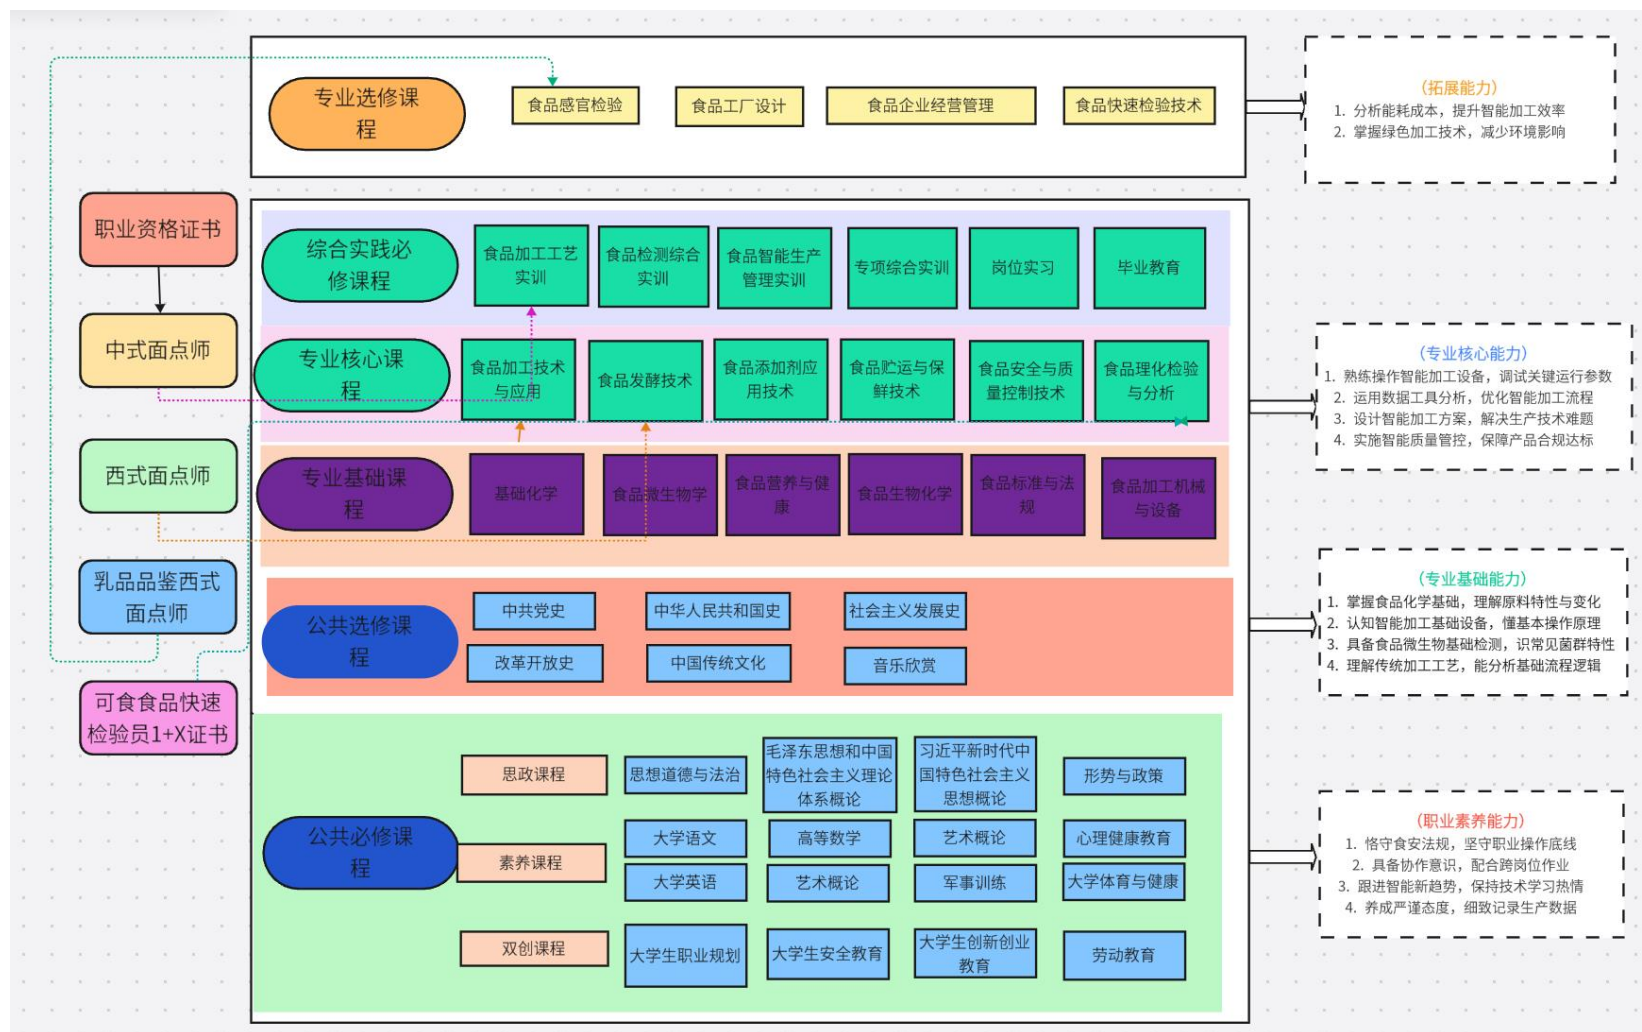 专业选修课
程
食品感官检验
食品工厂设计
食品企业经营管理
食品快速检验技术
（拓展能力）
1. 分析能耗成本，提升智能加工效率
2. 掌握绿色加工技术，减少环境影响
职业资格证书
中式面点师
西式面点师
乳品品鉴西式
面点师
可食食品快速
检验员1+X证书
综合实践必
修课程
食品加工工艺
实训
食品检测综合
实训
食品智能生产
管理实训
专项综合实训
岗位实习
毕业教育
专业核心课
程
食品加工技术
与应用
食品发酵技术
食品添加剂应
用技术
食品贮运与保
鲜技术
食品安全与质
量控制技术
食品理化检验
与分析
（专业核心能力）
1. 熟练操作智能加工设备，调试关键运行参数
2. 运用数据工具分析，优化智能加工流程
3. 设计智能加工方案，解决生产技术难题
4. 实施智能质量管控，保障产品合规达标
专业基础课
程
基础化学
食品微生物学
食品营养与健
康
食品生物化学
食品标准与法
规
食品加工机械
与设备
（专业基础能力）
1. 掌握食品化学基础，理解原料特性与变化
2. 认知智能加工基础设备，懂基本操作原理
3. 具备食品微生物基础检测，识常见菌群特性
4. 理解传统加工工艺，能分析基础流程逻辑
公共选修课
程
中共党史
中华人民共和国史
社会主义发展史
改革开放史
中国传统文化
音乐欣赏
公共必修课
程
思政课程
思想道德与法治
毛泽东思想和中国
特色社会主义理论
体系概论
习近平新时代中
国特色社会主义
思想概论
形势与政策
素养课程
大学语文
高等数学
艺术概论
心理健康教育
大学英语
艺术概论
军事训练
大学体育与健康
双创课程
大学生职业规划
大学生安全教育
大学生创新创业
教育
劳动教育
（职业素养能力）
1. 恪守食安法规，坚守职业操作底线
2. 具备协作意识，配合跨岗位作业
3. 跟进智能新趋势，保持技术学习热情
4. 养成严谨态度，细致记录生产数据